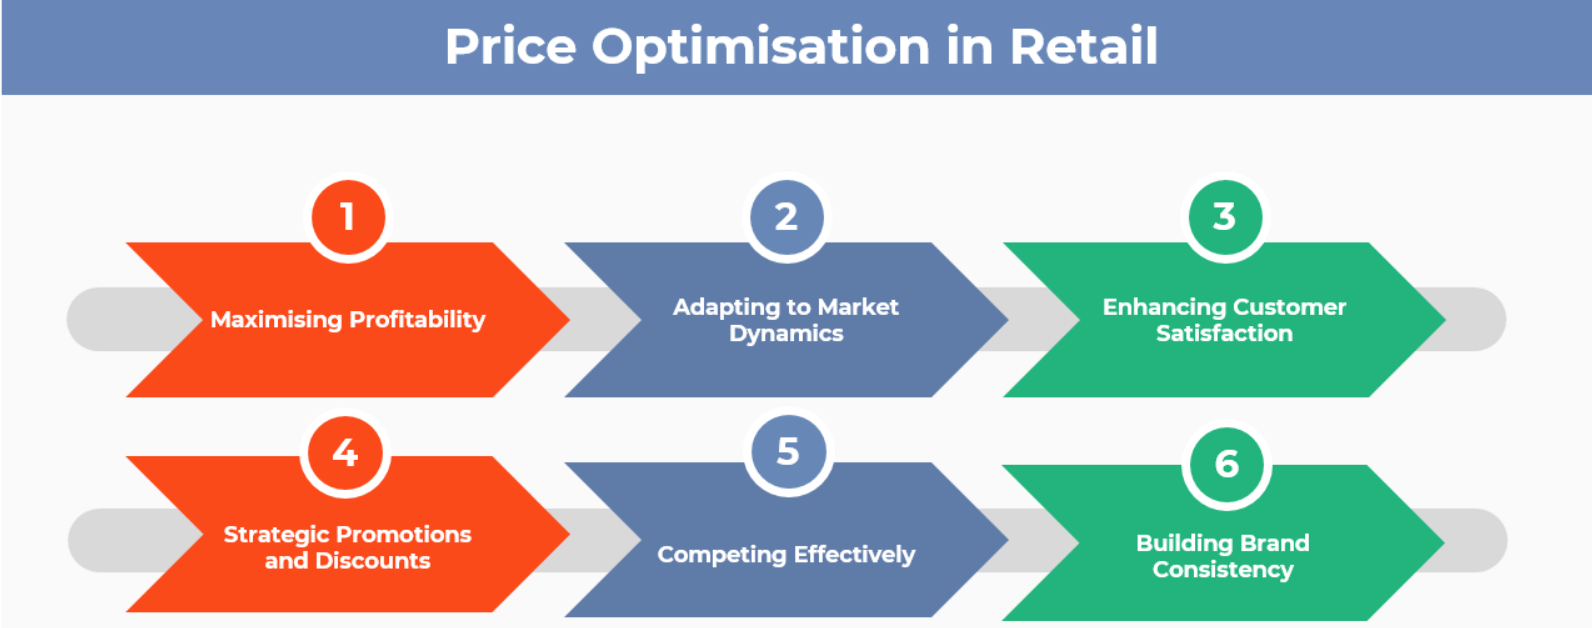 Price Optimisation in Retail
1
2
3
Maximising Profitability
Adapting to Market
Dynamics
Enhancing Customer
Satisfaction
4
5
6
Strategic Promotions
and Discounts
Competing Effectively
Building Brand
Consistency